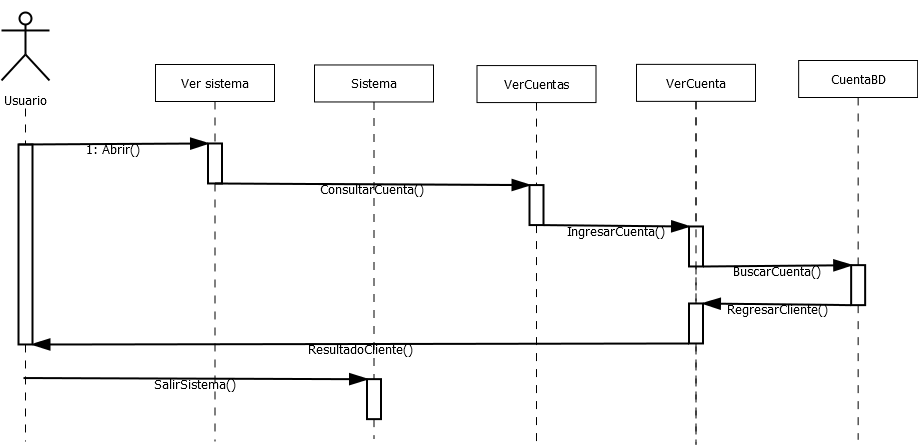 Usuario
Ver sistema
Sistema
VerCuentas
VerCuenta
CuentaBD
1: Abrir()
ConsultarCuenta()
IngresarCuenta()
BuscarCuenta()
RegresarCliente()
ResultadoCliente()
SalirSistema()